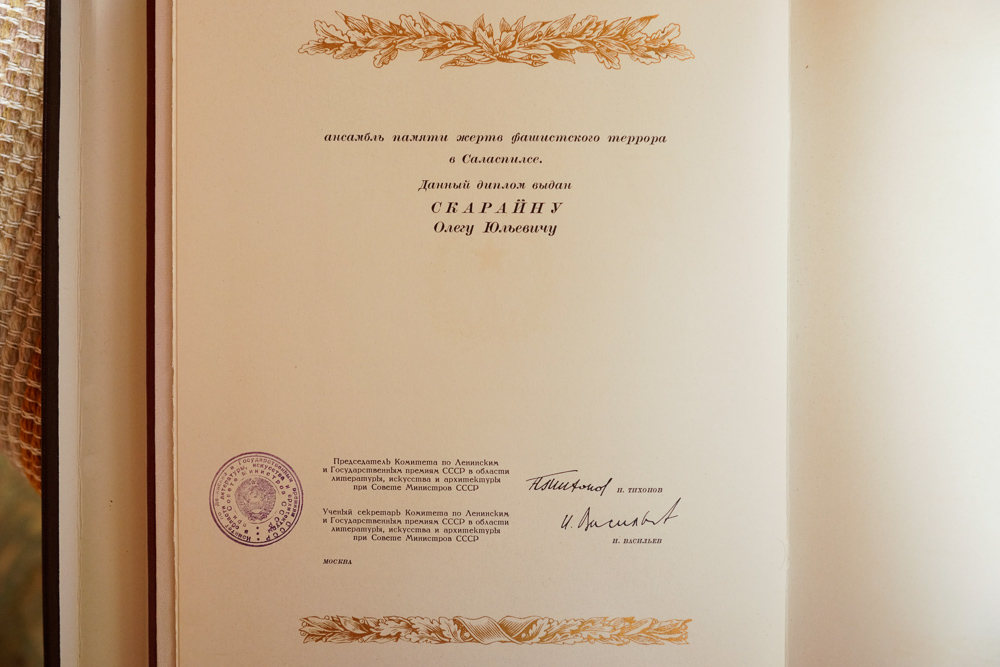 ансамбль памяти жертв фашистского террора
в Саласпилсе.
Данный диплом выдан
СКАРАЙНУ
Олегу Юльевичу
Председатель Комитета по Ленинским
и Государственным премиям СССР в области
литературы, искусства и архитектуры
при Совете Министров СССР
Н. ТИХОНОВ
Ученый секретарь Комитета по Ленинским
и Государственным премиям СССР в области
литературы, искусства и архитектуры
при Совете Министров СССР
И. Васильев
И. ВАСИЛЬЕВ
МОСКВА